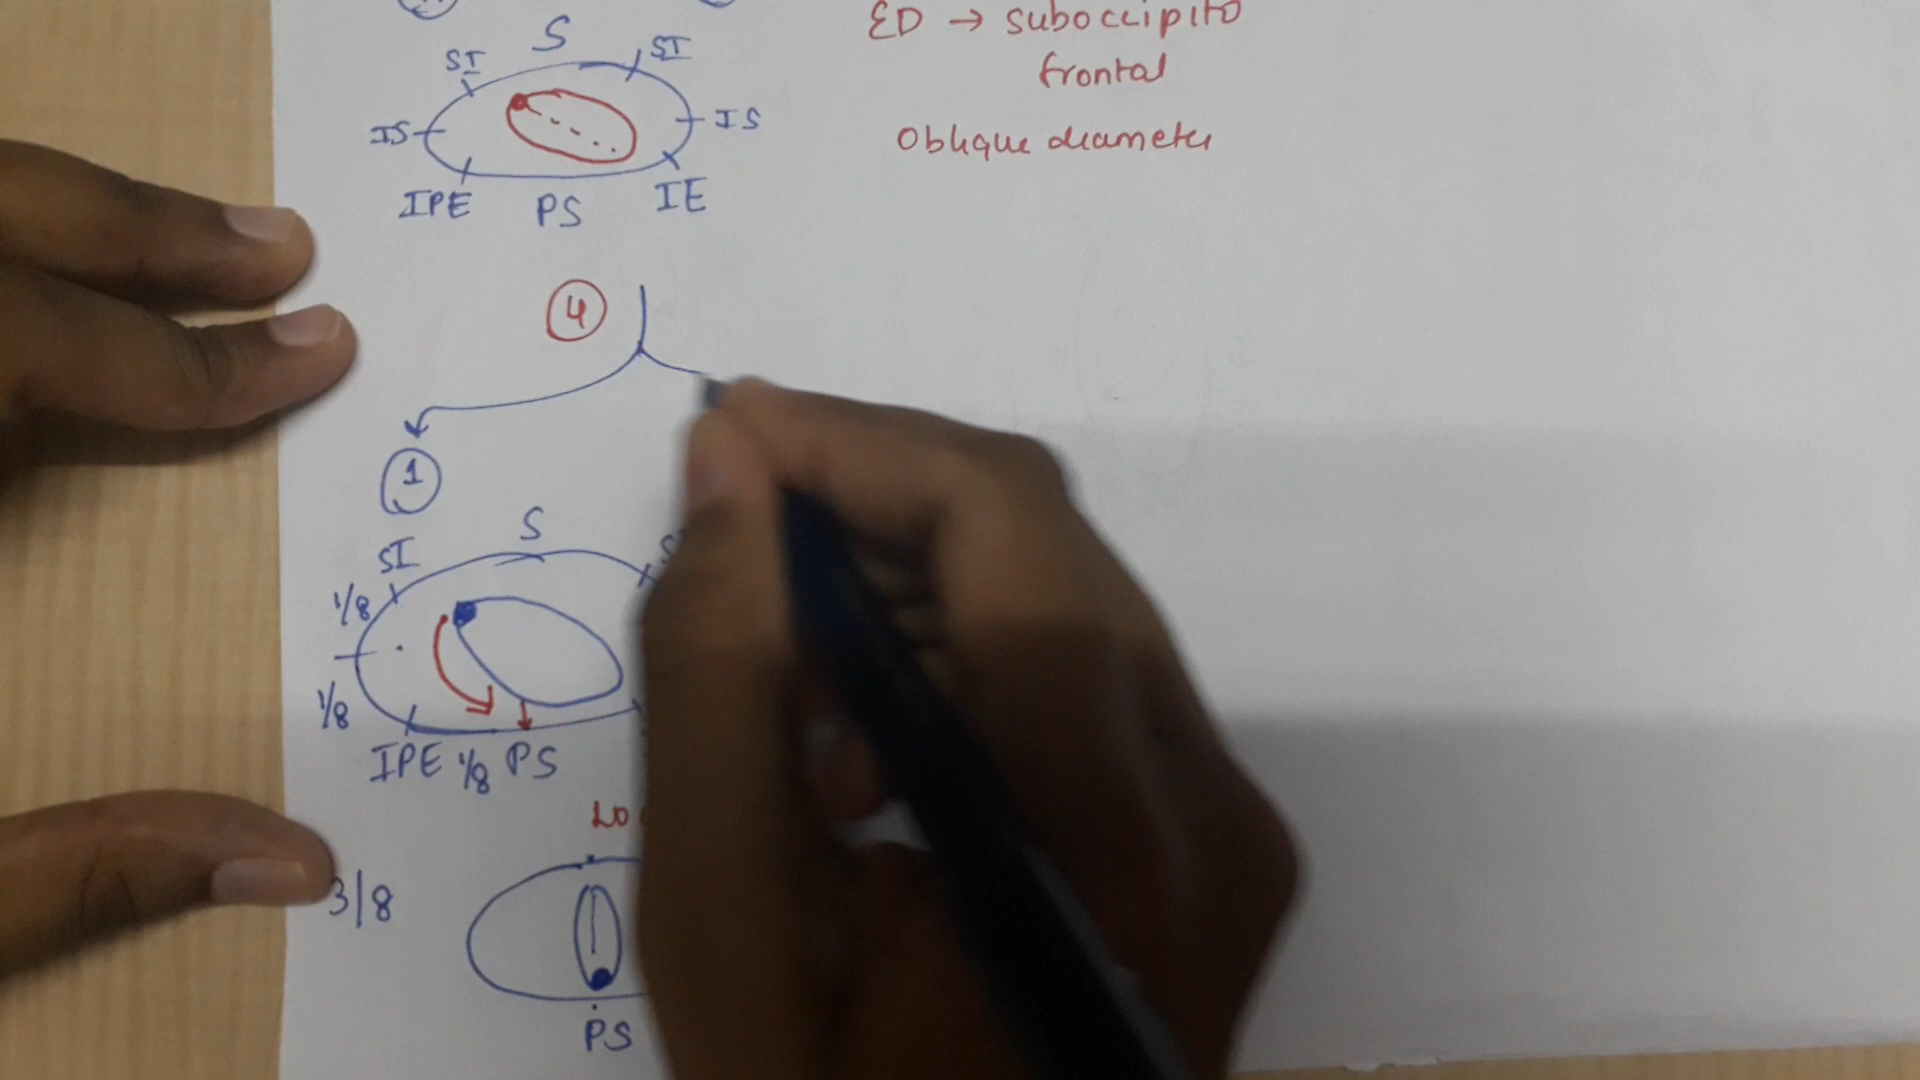 ED → suboccipito
frontal
Oblique diameter
S
SI
SI
IS
IS
IPE
PS
IE
4
1
S
SI
1/8
1/8
IPE
1/8
PS
3/8
PS